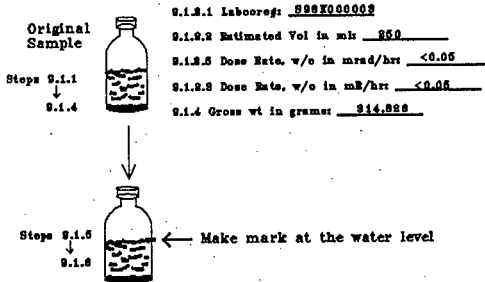 Original
Sample
Steps 9.1.1
9.1.4
9.1.2.1 Labcore#: S96K000003
9.1.2.2 Estimated Vol in ml: 250
9.1.2.5 Dose Rate, w/o in mrad/hr: <0.05
9.1.2.3 Dose Rate, w/o in mR/hr: <0.05
9.1.4 Gross wt in grams: 314.626
Steps 9.1.5
9.1.6
Make mark at the water level